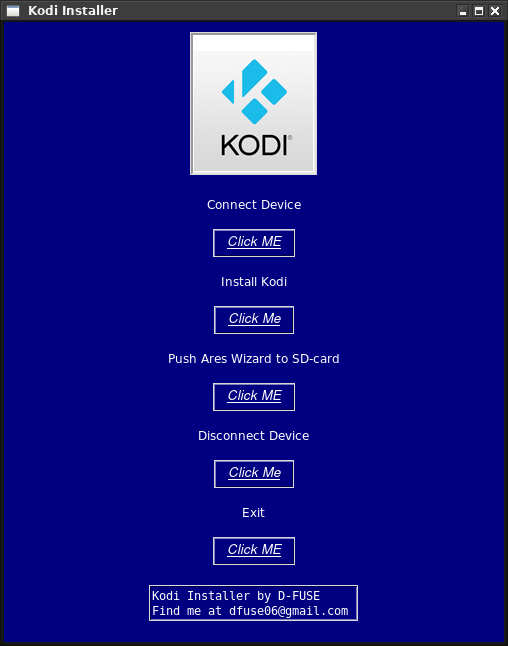 Kodi Installer
KODI®
Connect Device
Click ME
Install Kodi
Click Me
Push Ares Wizard to SD-card
Click ME
Disconnect Device
Click Me
Exit
Click ME
Kodi Installer by D-FUSE
Find me at dfuse06@gmail.com